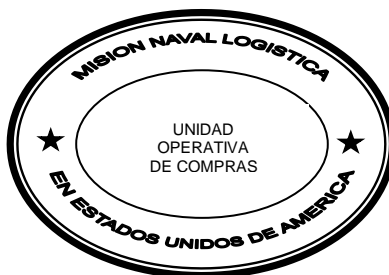 MISION NAVAL LOGISTICA
UNIDAD
OPERATIVA
DE COMPRAS
EN ESTADOS UNIDOS DE AMERICA